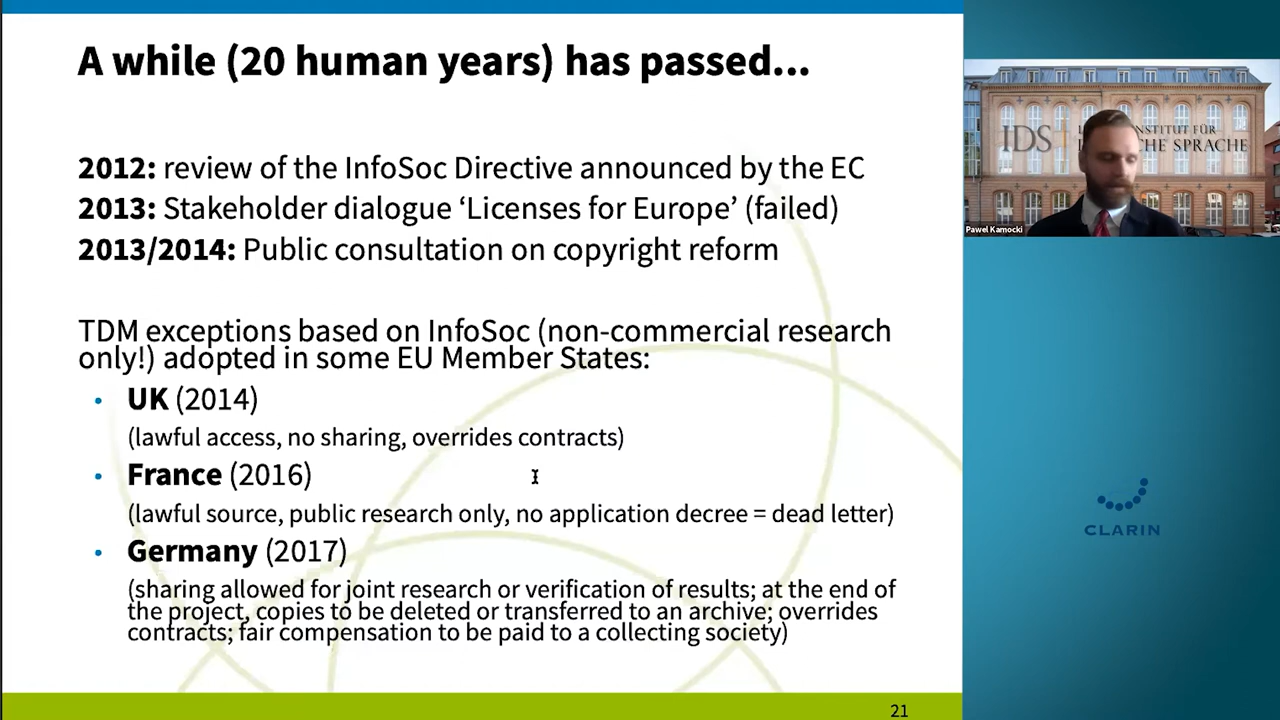 A while (20 human years) has passed...
2012: review of the InfoSoc Directive announced by the EC
2013: Stakeholder dialogue ‘Licenses for Europe’ (failed)
2013/2014: Public consultation on copyright reform
TDM exceptions based on InfoSoc (non-commercial research
only!) adopted in some EU Member States:
• UK (2014)
(lawful access, no sharing, overrides contracts)
• France (2016)
(lawful source, public research only, no application decree = dead letter)
• Germany (2017)
(sharing allowed for joint research or verification of results; at the end of
the project, copies to be deleted or transferred to an archive; overrides
contracts; fair compensation to be paid to a collecting society)
21
IDS
NSTITUT FÜR
CHE SPRACHE
Pawel Kamocki
CLARIN